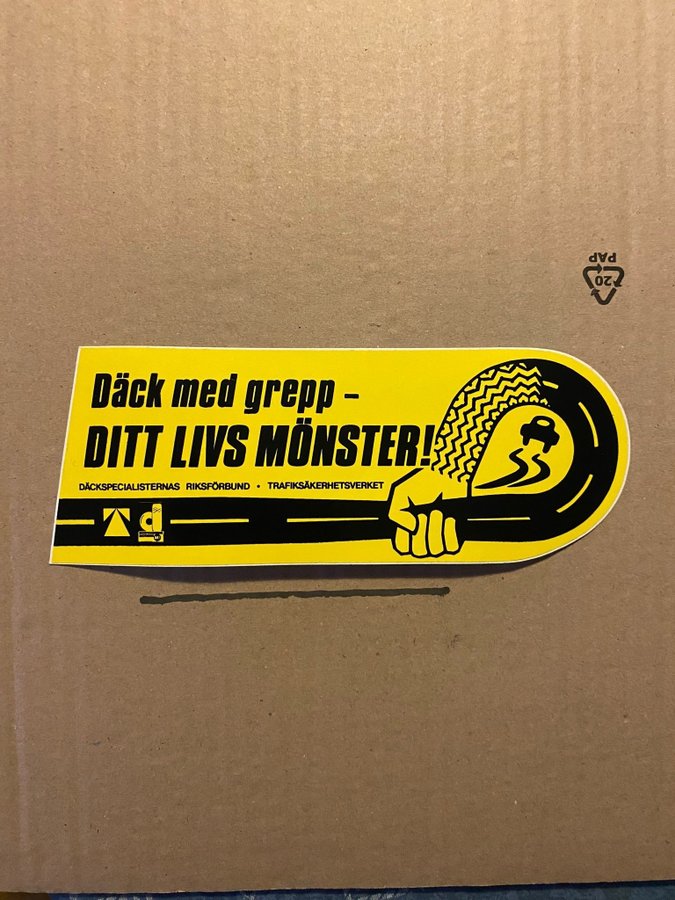 Däck med grepp –
DITT LIVS MÖNSTER!
DÄCKSPECIALISTERNAS RIKSFÖRBUND • TRAFIKSÄKERHETSVERKET
d
20
PAP